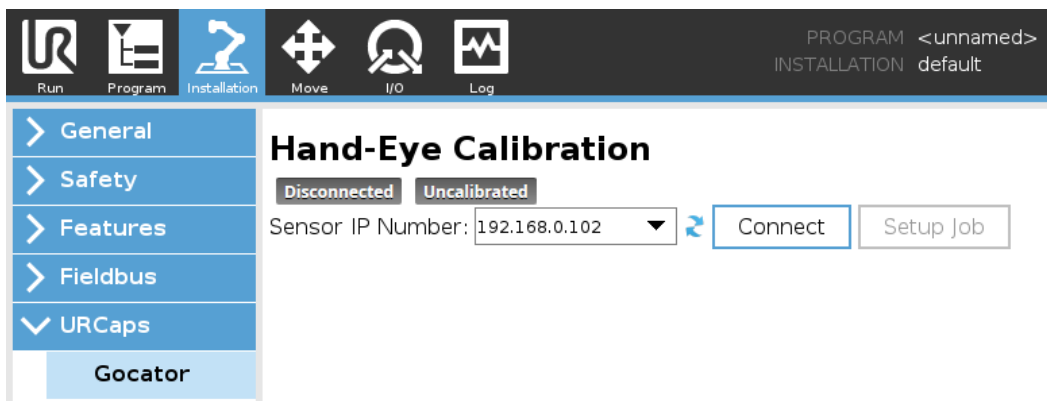 PROGRAM <unnamed>
INSTALLATION default
Run Program Installation Move I/O Log
General
Safety
Features
Fieldbus
URCaps
Gocator
Hand-Eye Calibration
Disconnected Uncalibrated
Sensor IP Number: 192.168.0.102 Connect Setup Job